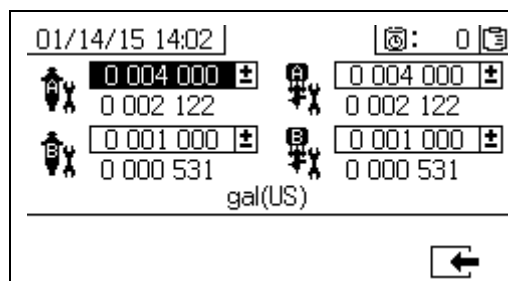 01/14/15 14:02 : 0
A 0 004 000 ± A 0 004 000 ±
0 002 122 0 002 122
B 0 001 000 ± B 0 001 000 ±
0 000 531 0 000 531
gal(US)